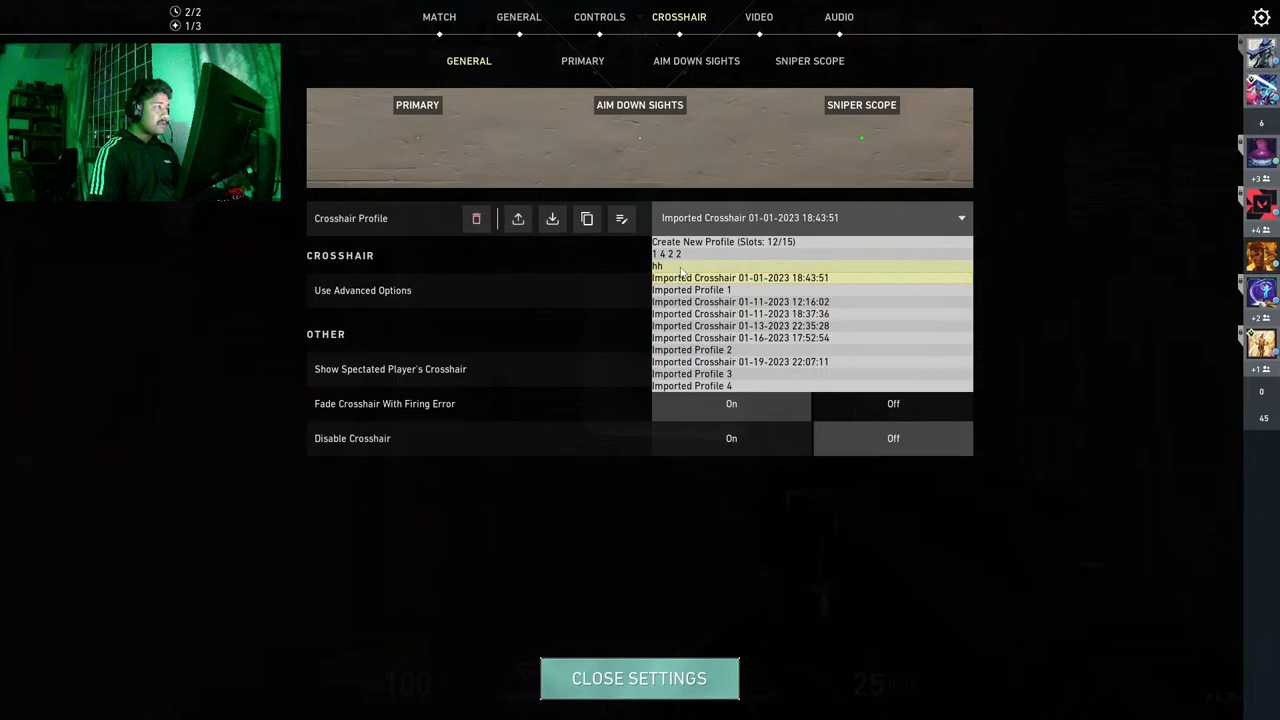 2/2
1/3
MATCH GENERAL CONTROLS CROSSHAIR VIDEO AUDIO
GENERAL PRIMARY AIM DOWN SIGHTS SNIPER SCOPE
PRIMARY AIM DOWN SIGHTS SNIPER SCOPE
Crosshair Profile Imported Crosshair 01-01-2023 18:43:51
Create New Profile (Slots: 12/15)
1 4 2 2
hh
Imported Crosshair 01-01-2023 18:43:51
Imported Profile 1
Imported Crosshair 01-11-2023 12:16:02
Imported Crosshair 01-11-2023 18:37:36
Imported Crosshair 01-13-2023 22:35:28
Imported Crosshair 01-16-2023 17:52:54
Imported Profile 2
Imported Crosshair 01-19-2023 22:07:11
Imported Profile 3
Imported Profile 4
CROSSHAIR
Use Advanced Options
OTHER
Show Spectated Player's Crosshair
Fade Crosshair With Firing Error On Off
Disable Crosshair On Off
CLOSE SETTINGS
100
25
6
+3
+4
+2
+1
0
45